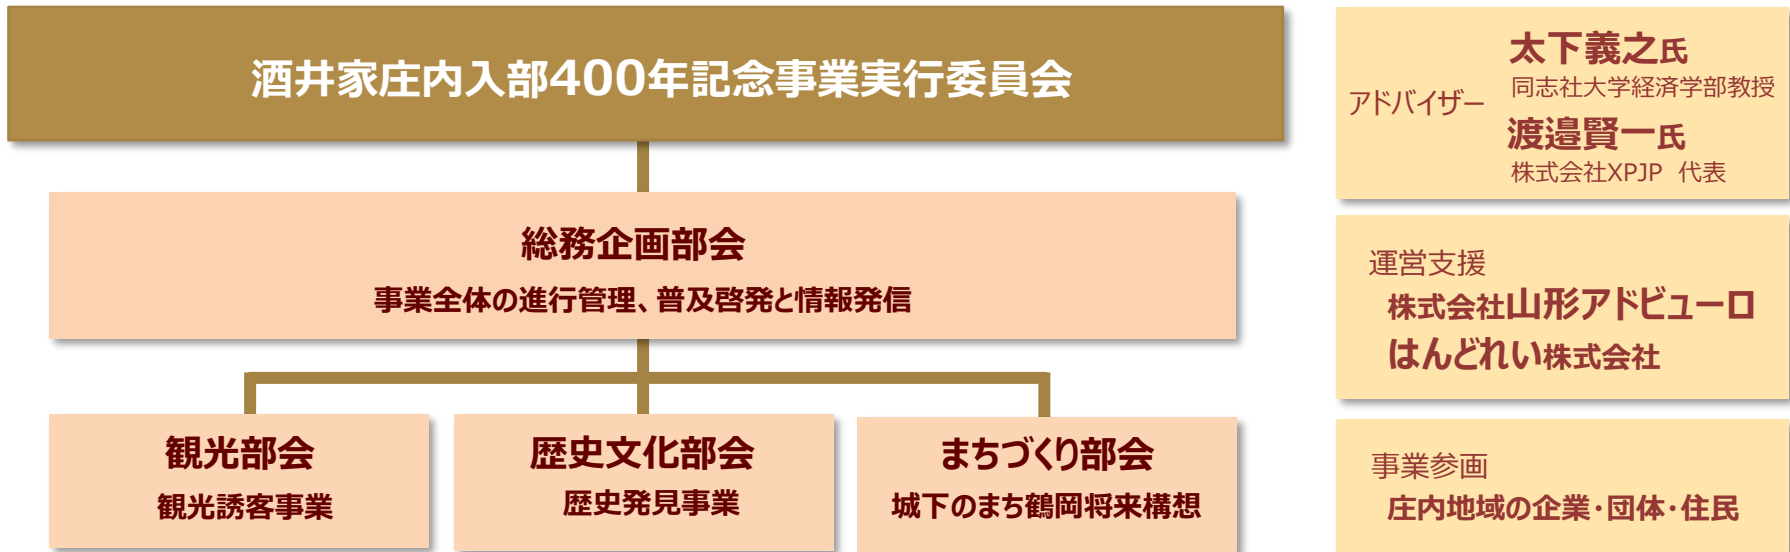 酒井家庄内入部400年記念事業実行委員会
総務企画部会
事業全体の進行管理、普及啓発と情報発信
観光部会
観光誘客事業
歴史文化部会
歴史発見事業
まちづくり部会
城下のまち鶴岡将来構想
アドバイザー
太下義之氏
同志社大学経済学部教授
渡邉賢一氏
株式会社XPJP 代表
運営支援
株式会社山形アドビューロ
はんどれい株式会社
事業参画
庄内地域の企業・団体・住民